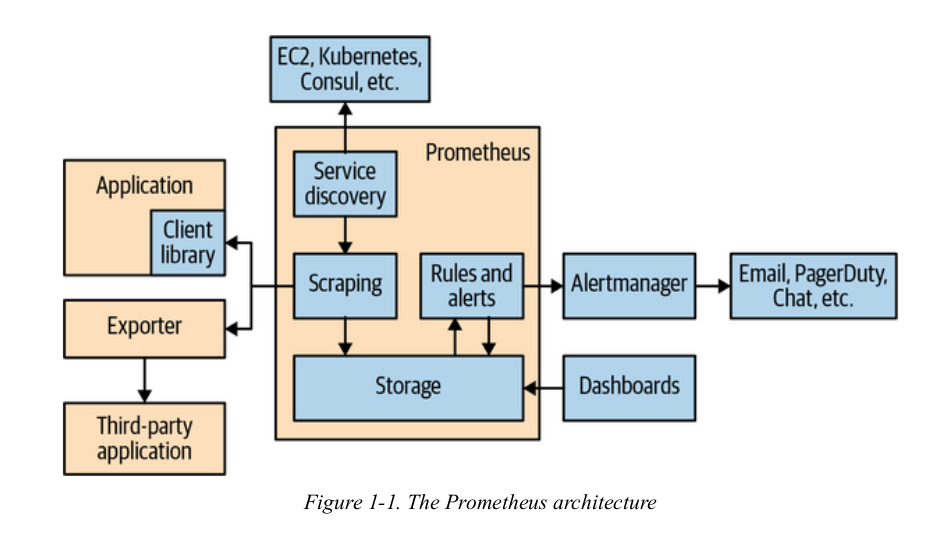 EC2, Kubernetes,
Consul, etc.
Prometheus
Service
discovery
Application
Client
library
Scraping
Rules and
alerts
Alertmanager
Email, PagerDuty,
Chat, etc.
Exporter
Storage
Dashboards
Third-party
application
Figure 1-1. The Prometheus architecture